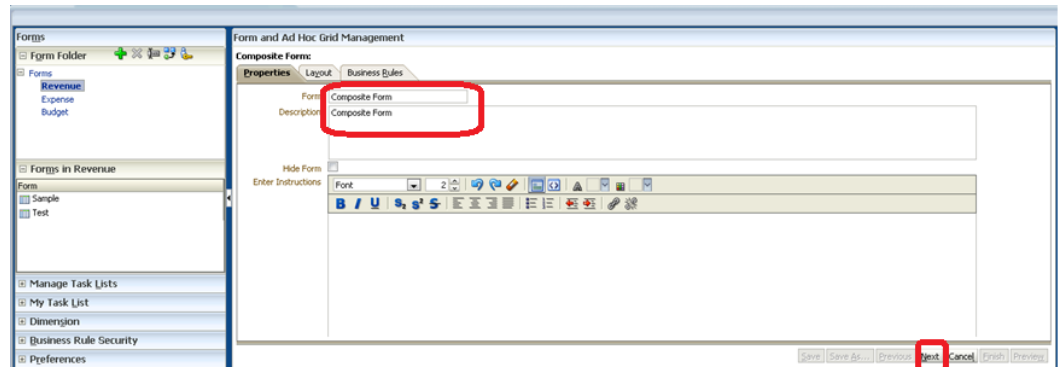 Forms
Form and Ad Hoc Grid Management
Form Folder
Composite Form:
Properties Layout Business Rules
Forms
Revenue
Expense
Budget
Form Composite Form
Description Composite Form
Hide Form
Enter Instructions Font 2
B I U S₂ S² S
Forms in Revenue
Form
Sample
Test
Manage Task Lists
My Task List
Dimension
Business Rule Security
Preferences
Save Save As... Previous Next Cancel Finish Preview